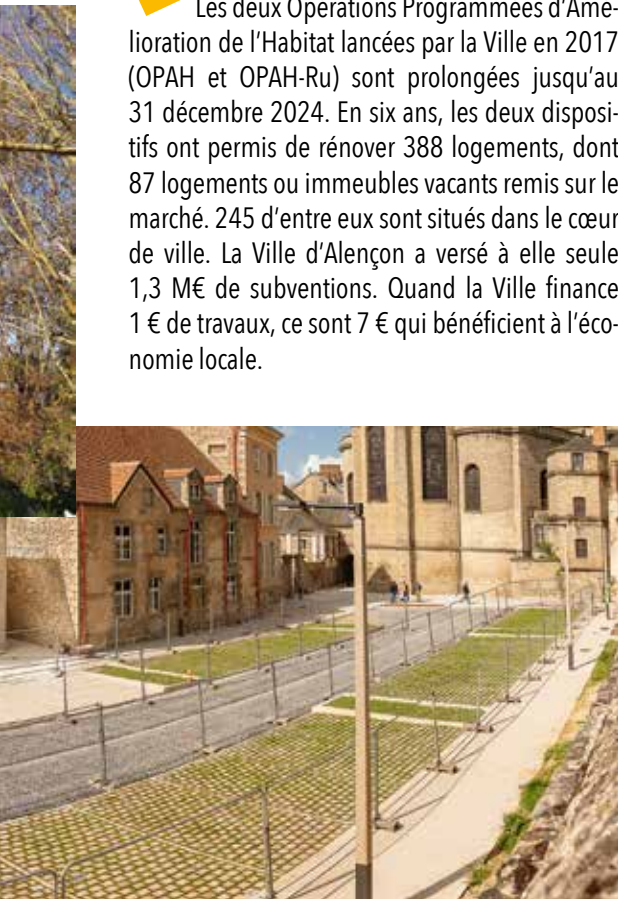 Les deux Opérations Programmées d'Amé-
lioration de l'Habitat lancées par la Ville en 2017
(OPAH et OPAH-Ru) sont prolongées jusqu'au
31 décembre 2024. En six ans, les deux disposi-
tifs ont permis de rénover 388 logements, dont
87 logements ou immeubles vacants remis sur le
marché. 245 d'entre eux sont situés dans le cœur
de ville. La Ville d'Alençon a versé à elle seule
1,3 M€ de subventions. Quand la Ville finance
1 € de travaux, ce sont 7 € qui bénéficient à l'éco-
nomie locale.